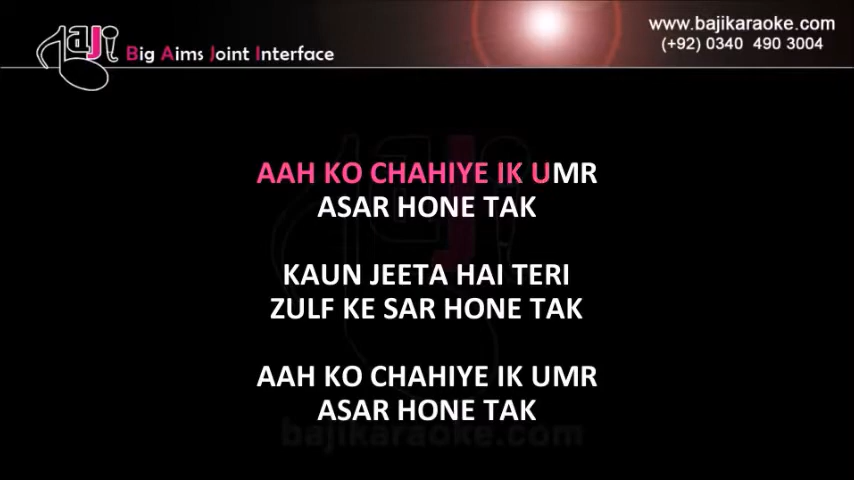 BAJI
Big Aims Joint Interface
www.bajikaraoke.com
(+92) 0340 490 3004
AAH KO CHAHIYE IK UMR
ASAR HONE TAK
KAUN JEETA HAI TERI
ZULF KE SAR HONE TAK
AAH KO CHAHIYE IK UMR
ASAR HONE TAK
bajikaraoke.com